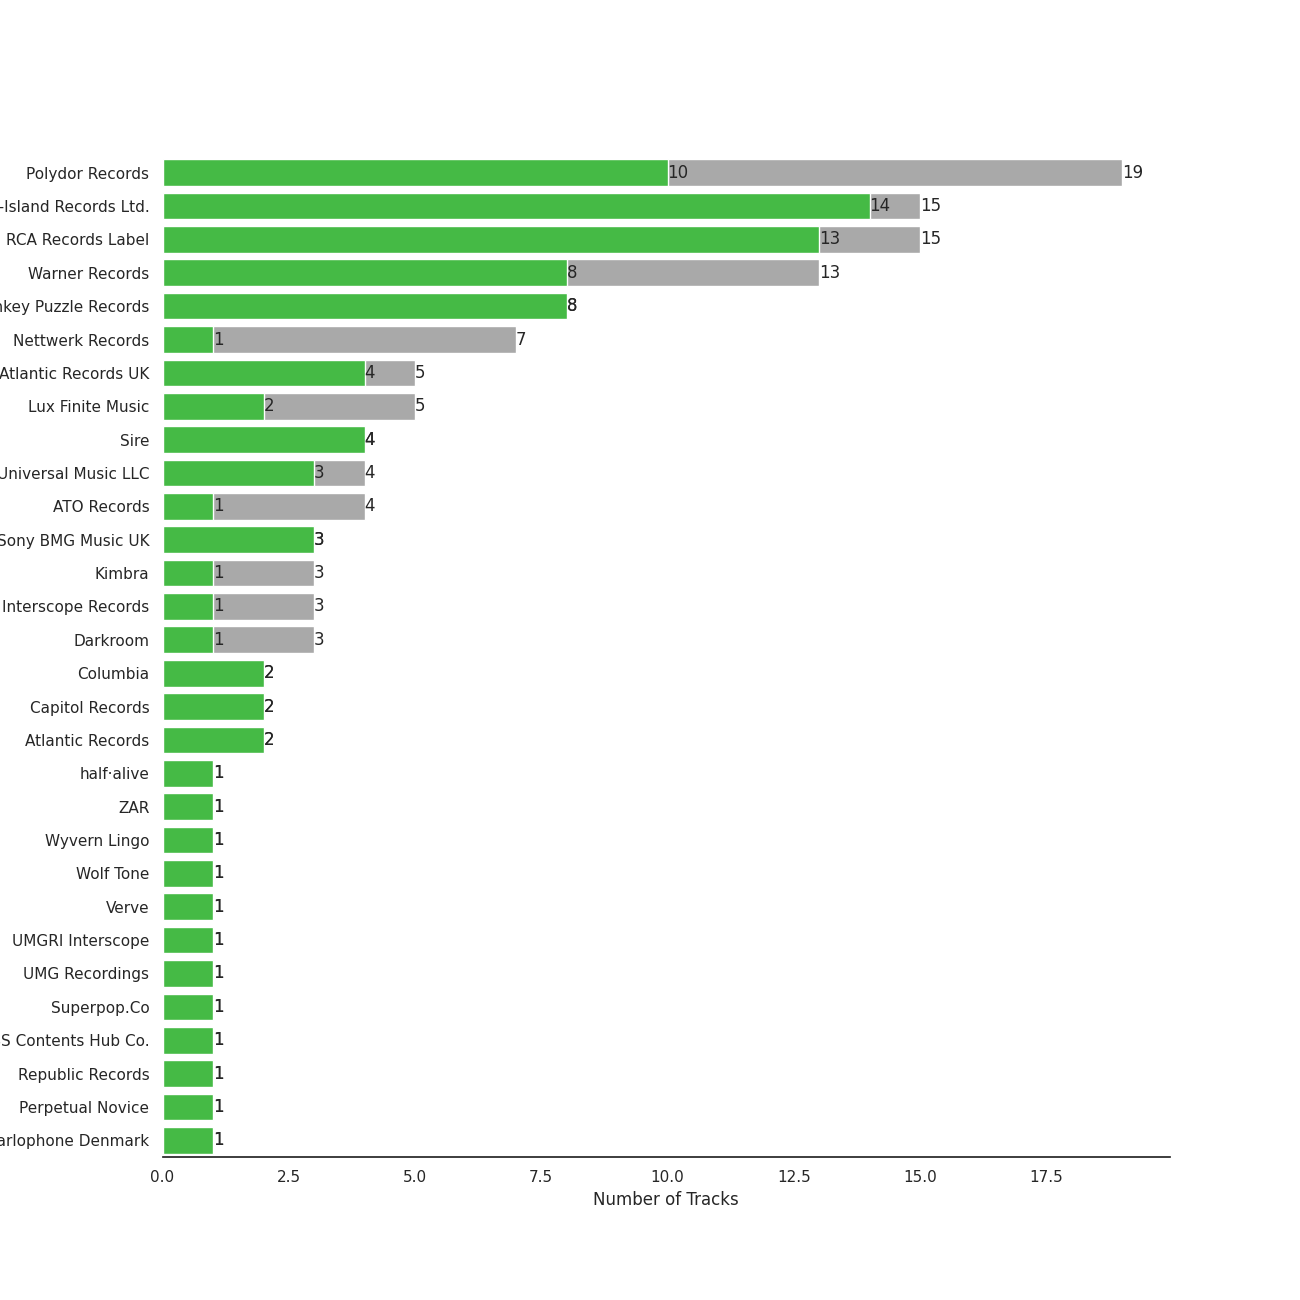 Polydor Records 10 19
-Island Records Ltd. 14 15
RCA Records Label 13 15
Warner Records 8 13
nkey Puzzle Records 8
Nettwerk Records 1 7
Atlantic Records UK 4 5
Lux Finite Music 2 5
Sire 4
Universal Music LLC 3 4
ATO Records 1 4
Sony BMG Music UK 3
Kimbra 1 3
Interscope Records 1 3
Darkroom 1 3
Columbia 2
Capitol Records 2
Atlantic Records 2
half·alive 1
ZAR 1
Wyvern Lingo 1
Wolf Tone 1
Verve 1
UMGRI Interscope 1
UMG Recordings 1
Superpop.Co 1
S Contents Hub Co. 1
Republic Records 1
Perpetual Novice 1
arlophone Denmark 1
0.0 2.5 5.0 7.5 10.0 12.5 15.0 17.5
Number of Tracks